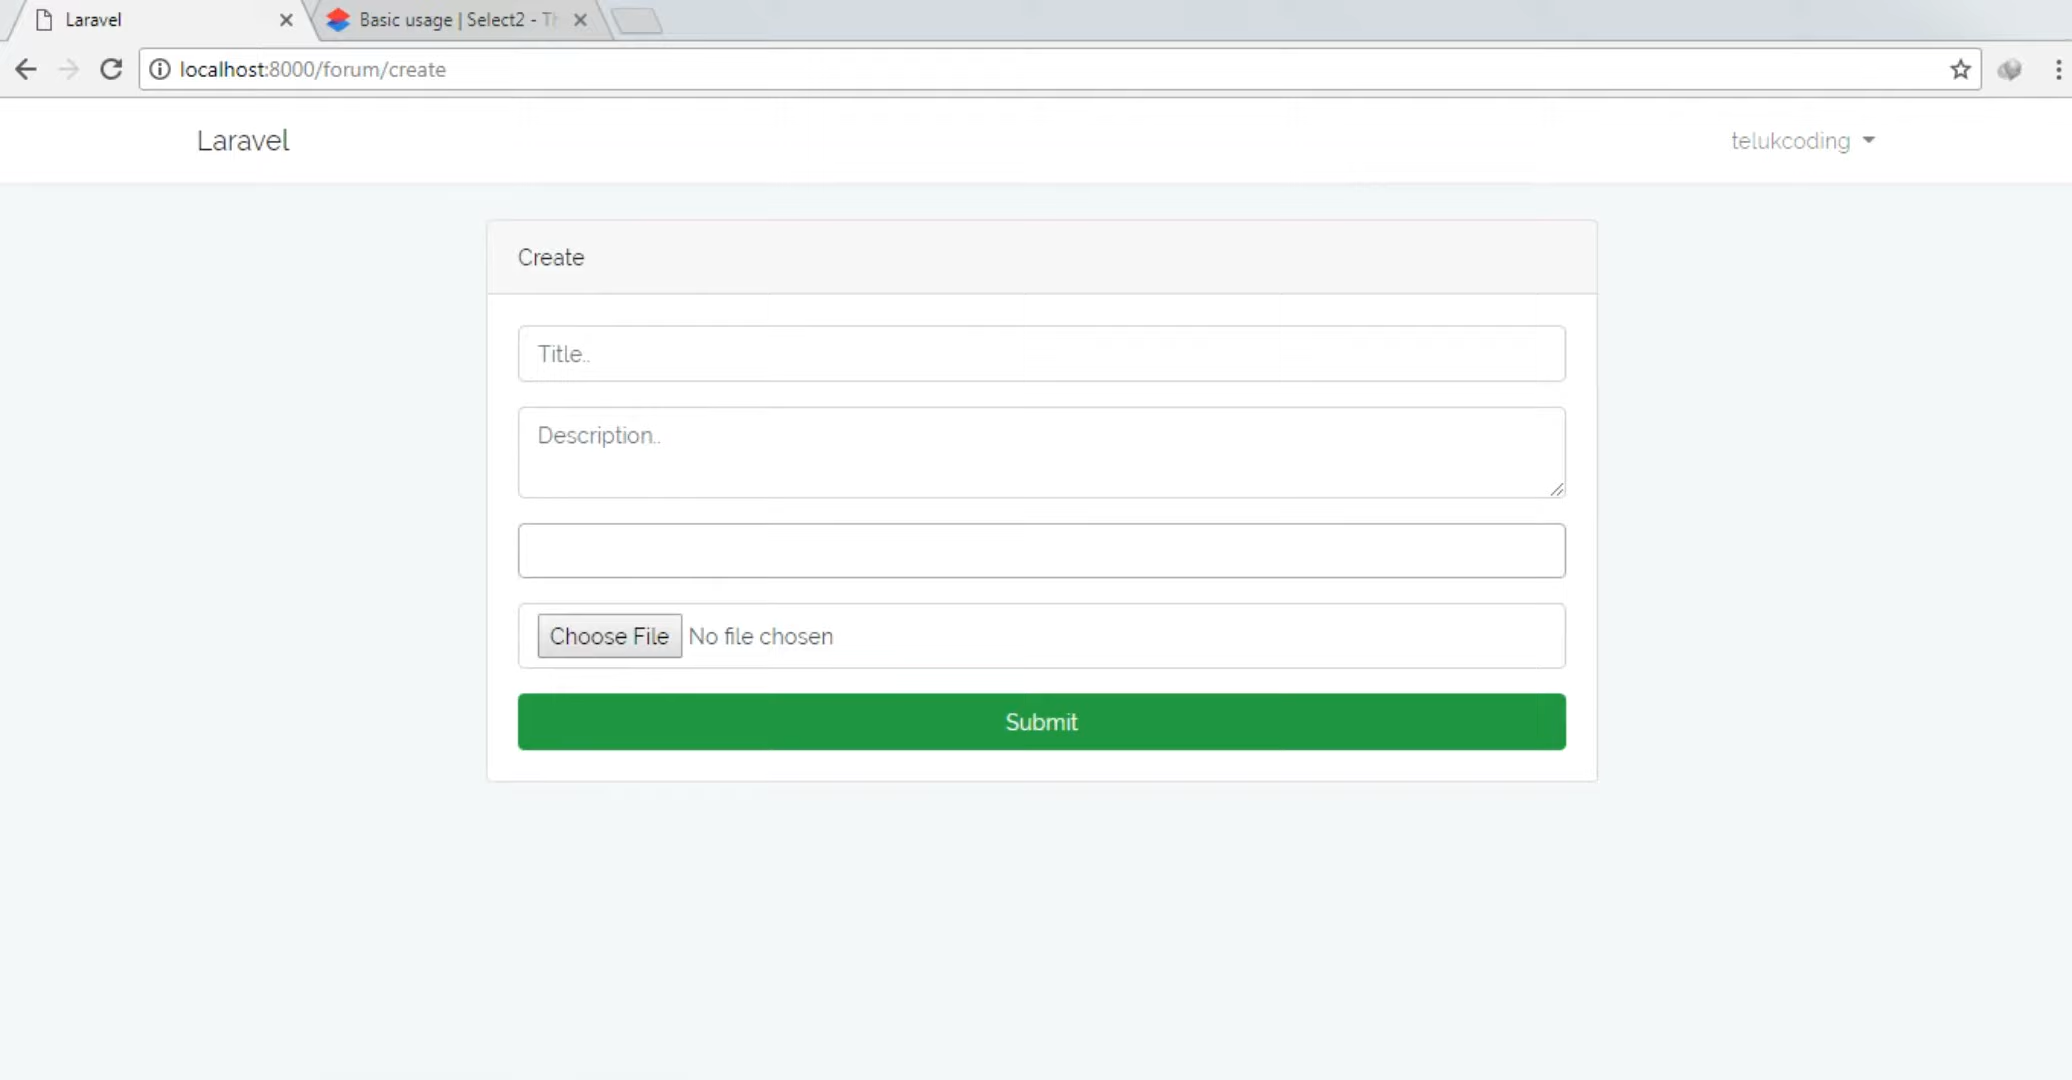 Laravel
Basic usage | Select2 - Th
localhost:8000/forum/create
Laravel
telukcoding
Create
Title..
Description..
Choose File No file chosen
Submit